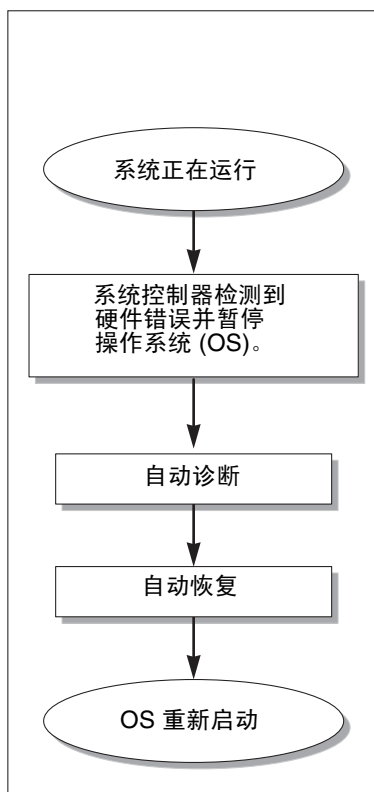 系统正在运行
系统控制器检测到
硬件错误并暂停
操作系统 (OS)。
自动诊断
自动恢复
OS 重新启动